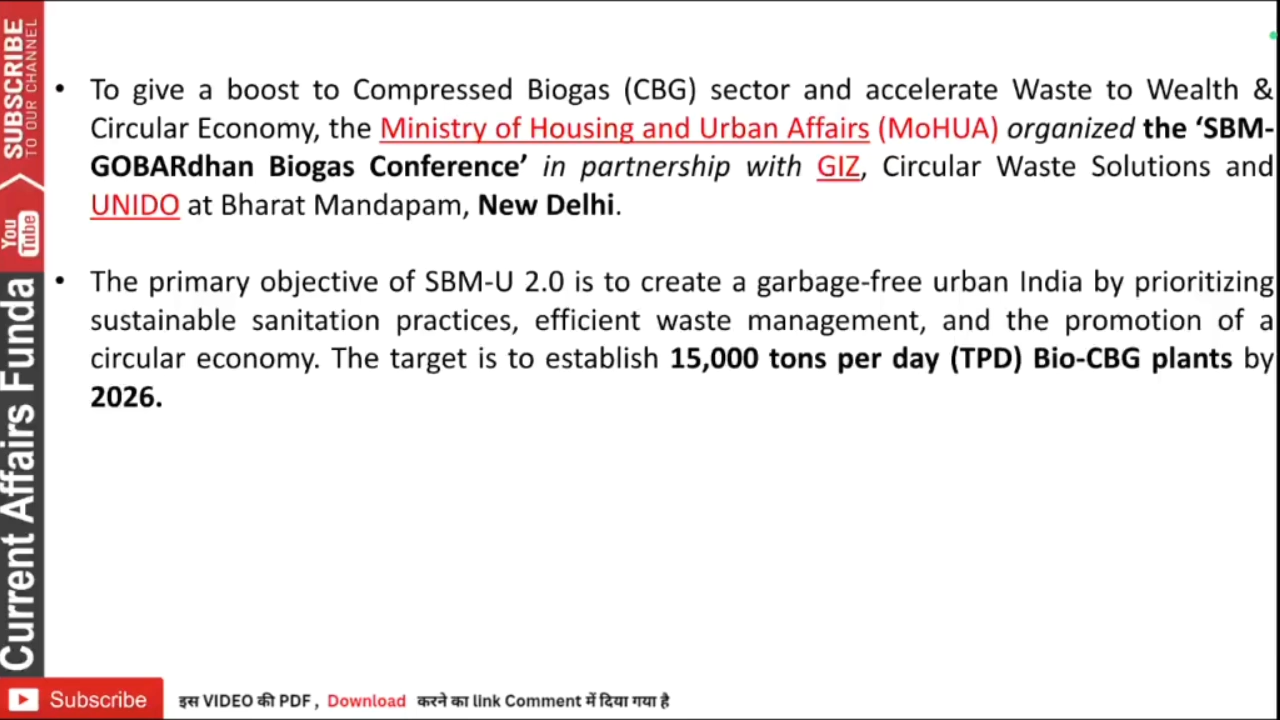 SUBSCRIBE
TO OUR CHANNEL
You
Tube
Current Affairs Funda
• To give a boost to Compressed Biogas (CBG) sector and accelerate Waste to Wealth &
Circular Economy, the Ministry of Housing and Urban Affairs (MoHUA) organized the ‘SBM-
GOBARdhan Biogas Conference’ in partnership with GIZ, Circular Waste Solutions and
UNIDO at Bharat Mandapam, New Delhi.
• The primary objective of SBM-U 2.0 is to create a garbage-free urban India by prioritizing
sustainable sanitation practices, efficient waste management, and the promotion of a
circular economy. The target is to establish 15,000 tons per day (TPD) Bio-CBG plants by
2026.
Subscribe
इस VIDEO की PDF , Download करने का link Comment में दिया गया है